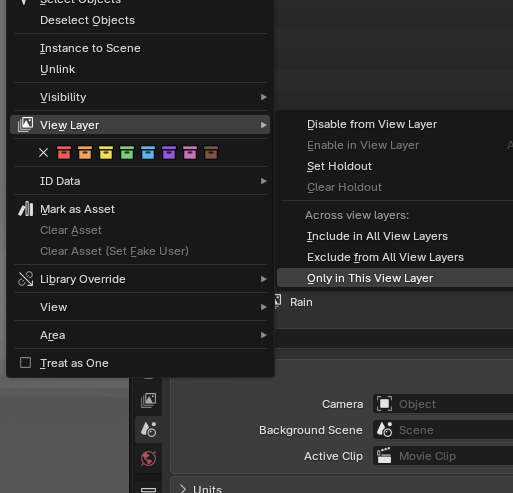 Select Objects
Deselect Objects
Instance to Scene
Unlink
Visibility
View Layer
ID Data
Mark as Asset
Clear Asset
Clear Asset (Set Fake User)
Library Override
View
Area
Treat as One
Disable from View Layer
Enable in View Layer
Set Holdout
Clear Holdout
Across view layers:
Include in All View Layers
Exclude from All View Layers
Only in This View Layer
Rain
Camera Object
Background Scene Scene
Active Clip Movie Clip
Units